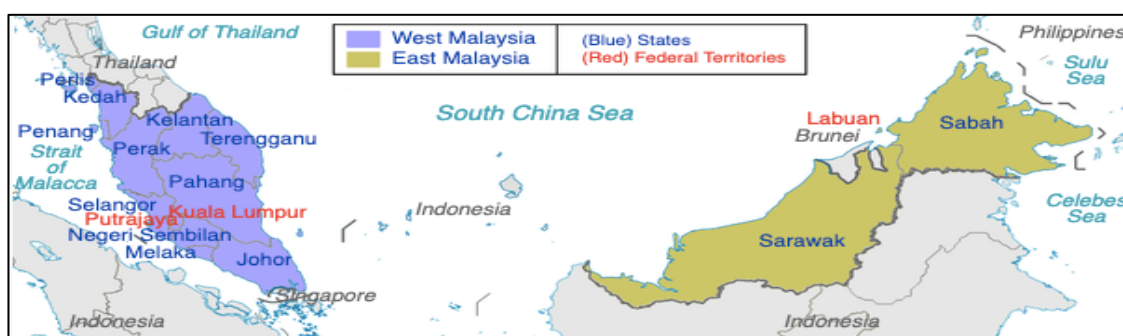 Gulf of Thailand
West Malaysia
(Blue) States
East Malaysia
(Red) Federal Territories
Philippines
Sulu
Sea
Thailand
Perlis
Kedah
South China Sea
Kelantan
Terengganu
Penang
Perak
Strait
of
Malacca
Labuan
Brunei
Sabah
Pahang
Selangor
Putrajaya
Kuala Lumpur
Indonesia
Celebes
Sea
Negeri Sembilan
Melaka
Johor
Sarawak
Singapore
Indonesia
Indonesia